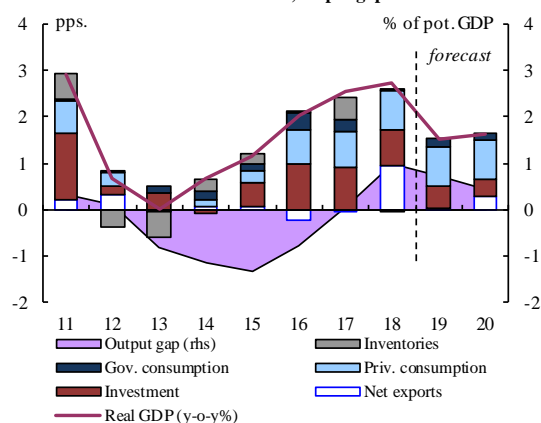 pps.
% of pot. GDP
4
4
forecast
3
3
2
2
1
1
0
0
-1
-1
-2
-2
11 12 13 14 15 16 17 18 19 20
Output gap (rhs)
Inventories
Gov. consumption
Priv. consumption
Investment
Net exports
Real GDP (y-o-y%)